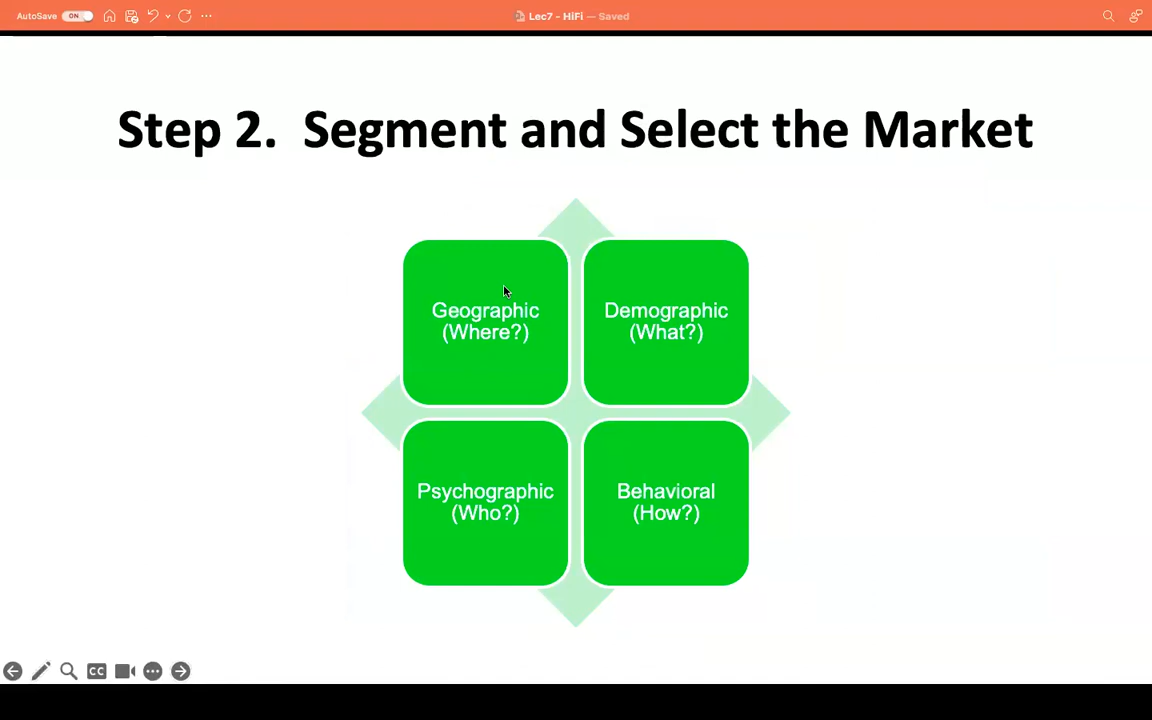 AutoSave ON
Lec7 - HiFi — Saved
Step 2. Segment and Select the Market
Geographic
(Where?)
Demographic
(What?)
Psychographic
(Who?)
Behavioral
(How?)
CC